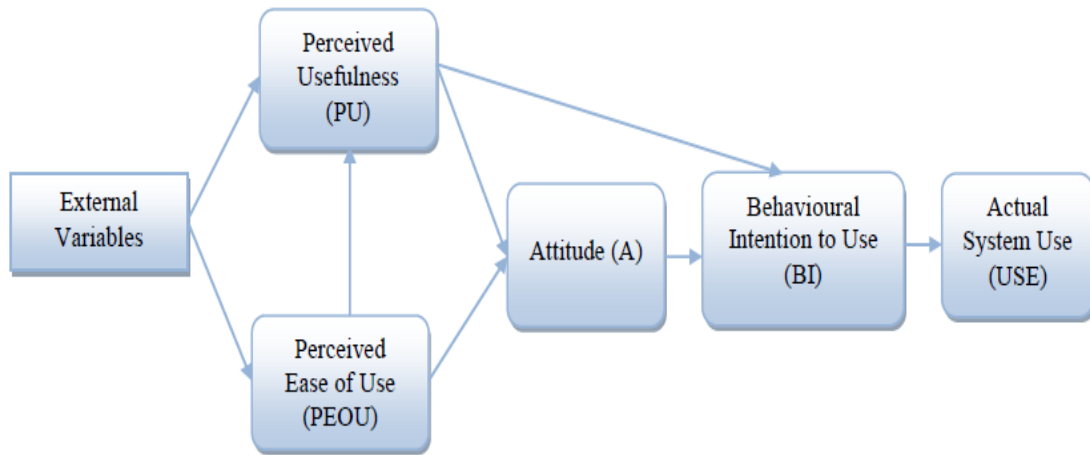 Perceived
Usefulness
(PU)
External
Variables
Perceived
Ease of Use
(PEOU)
Attitude (A)
Behavioural
Intention to Use
(BI)
Actual
System Use
(USE)